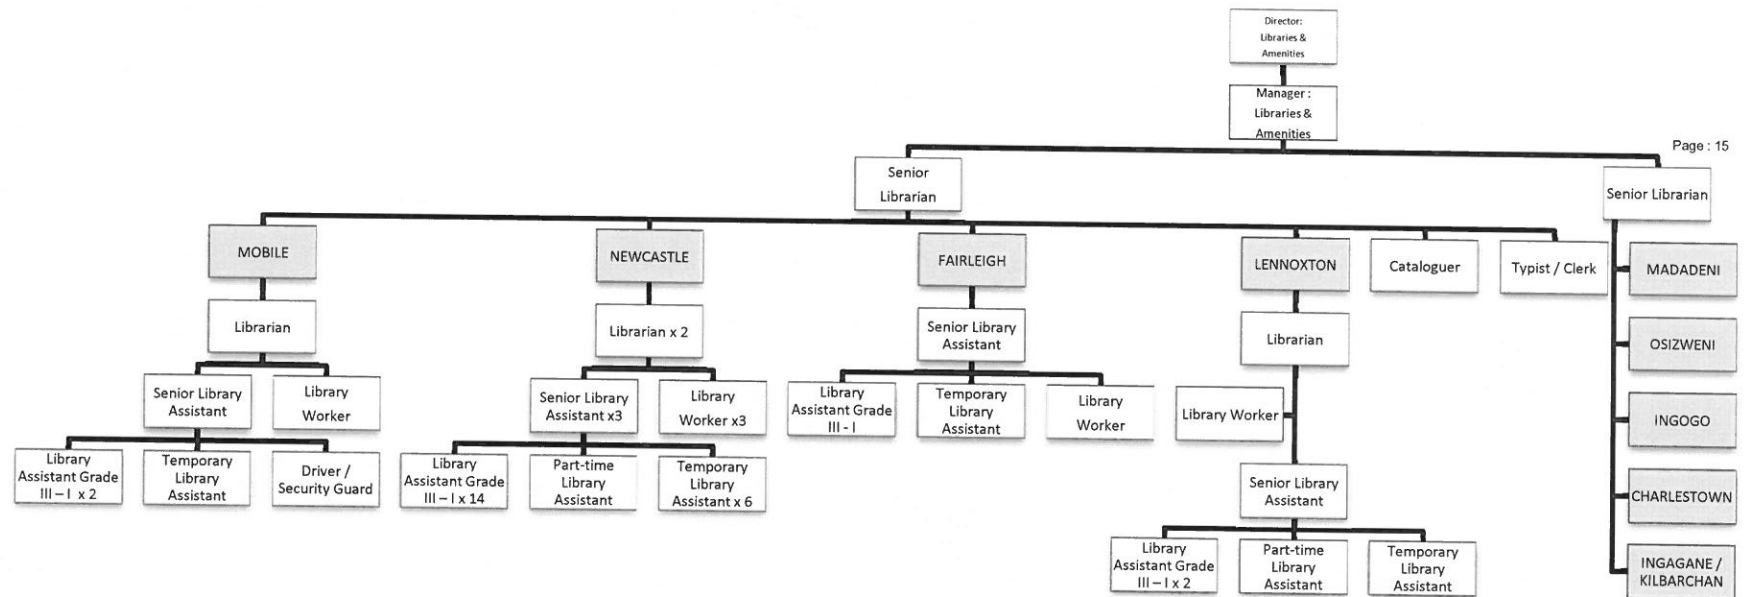 Director:
Libraries &
Amenities
Manager :
Libraries &
Amenities
Page : 15
Senior
Librarian
Senior Librarian
MOBILE
NEWCASTLE
FAIRLEIGH
LENNOXTON
Cataloguer
Typist / Clerk
MADADENI
OSIZWENI
INGOGO
CHARLESTOWN
INGAGANE /
KILBARCHAN
Librarian
Librarian x 2
Senior Library
Assistant
Librarian
Senior Library
Assistant
Library
Worker
Senior Library
Assistant x3
Library
Worker x3
Library
Assistant Grade
III - I
Temporary
Library
Assistant
Library
Worker
Library Worker
Library
Assistant Grade
III – I x 2
Temporary
Library
Assistant
Driver /
Security Guard
Library
Assistant Grade
III – I x 14
Part-time
Library
Assistant
Temporary
Library
Assistant x 6
Senior Library
Assistant
Library
Assistant Grade
III – I x 2
Part-time
Library
Assistant
Temporary
Library
Assistant